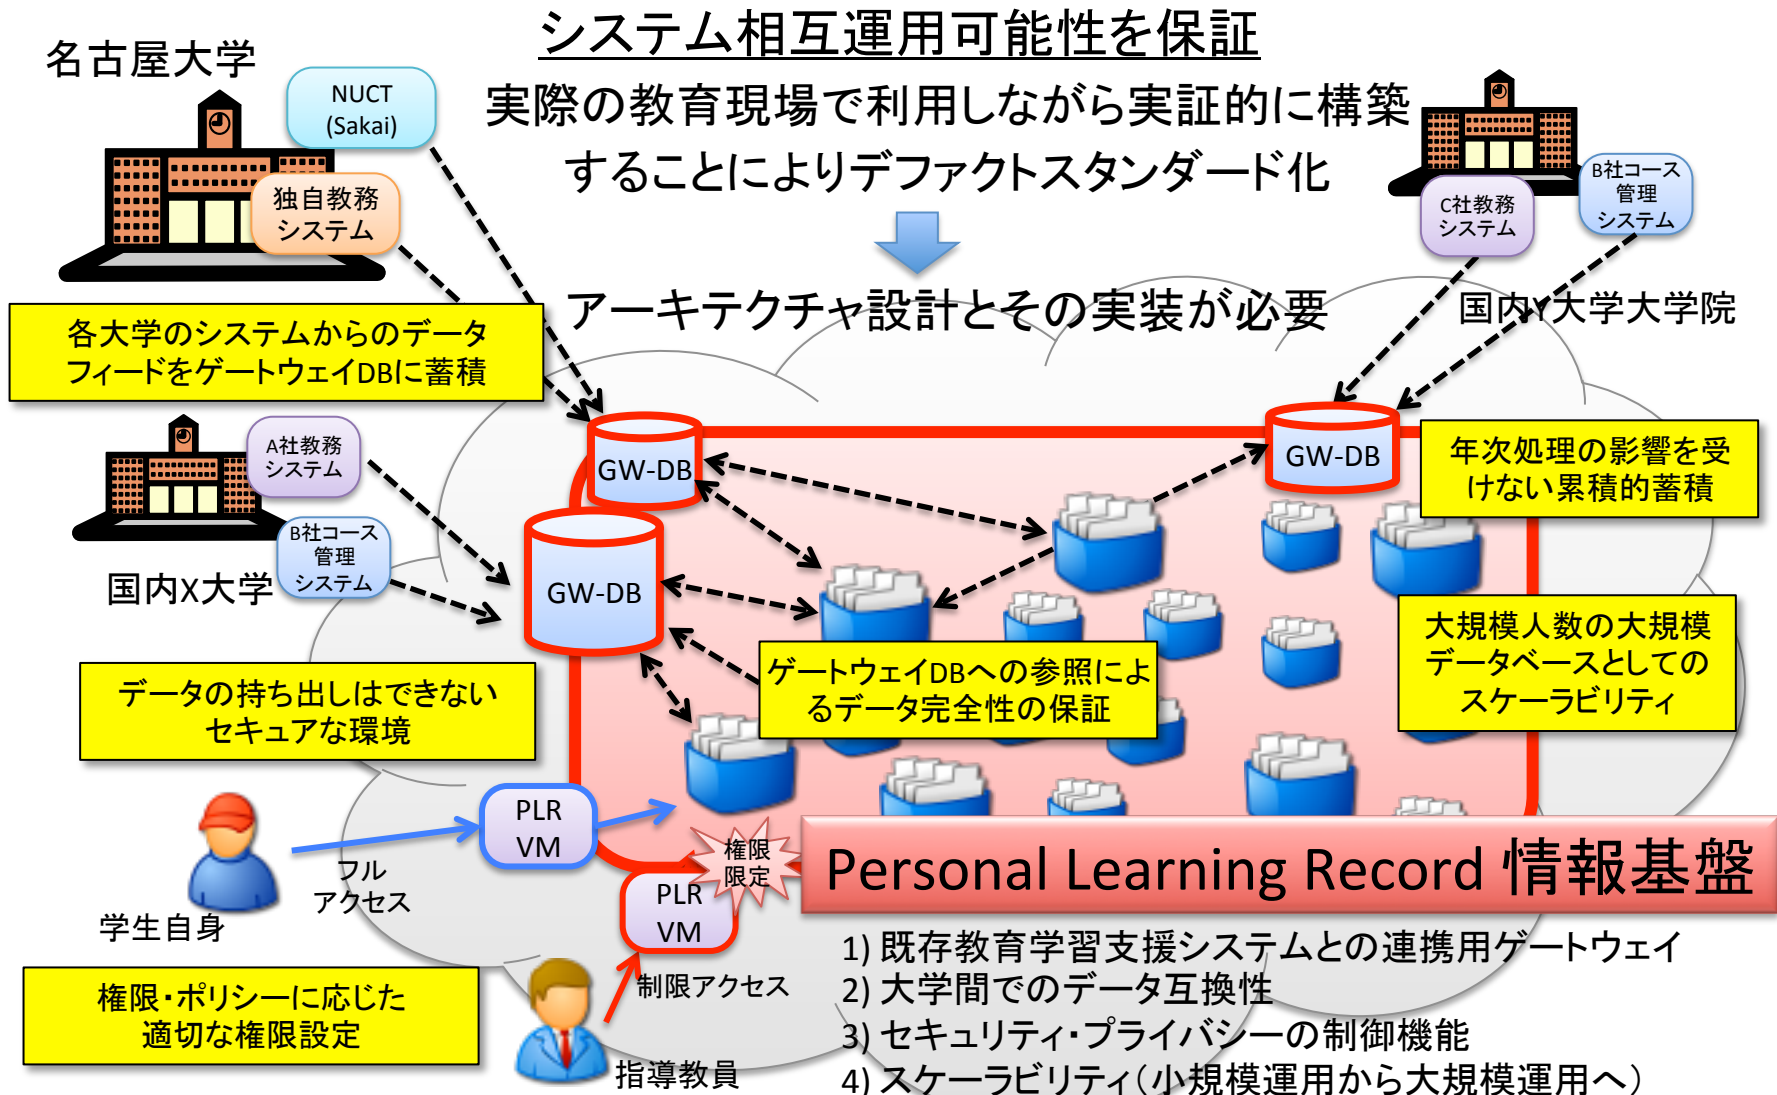 システム相互運用可能性を保証
実際の教育現場で利用しながら実証的に構築
することによりデファクトスタンダード化
アーキテクチャ設計とその実装が必要
名古屋大学
NUCT
(Sakai)
独自教務
システム
C社教務
システム
B社コース
管理
システム
国内Y大学大学院
各大学のシステムからのデータ
フィードをゲートウェイDBに蓄積
A社教務
システム
B社コース
管理
システム
国内X大学
GW-DB
GW-DB
GW-DB
年次処理の影響を受
けない累積的蓄積
大規模人数の大規模
データベースとしての
スケーラビリティ
ゲートウェイDBへの参照によ
るデータ完全性の保証
データの持ち出しはできない
セキュアな環境
PLR
VM
フル
アクセス
学生自身
権限
限定
PLR
VM
制限アクセス
指導教員
権限・ポリシーに応じた
適切な権限設定
Personal Learning Record 情報基盤
1) 既存教育学習支援システムとの連携用ゲートウェイ
2) 大学間でのデータ互換性
3) セキュリティ・プライバシーの制御機能
4) スケーラビリティ（小規模運用から大規模運用へ）